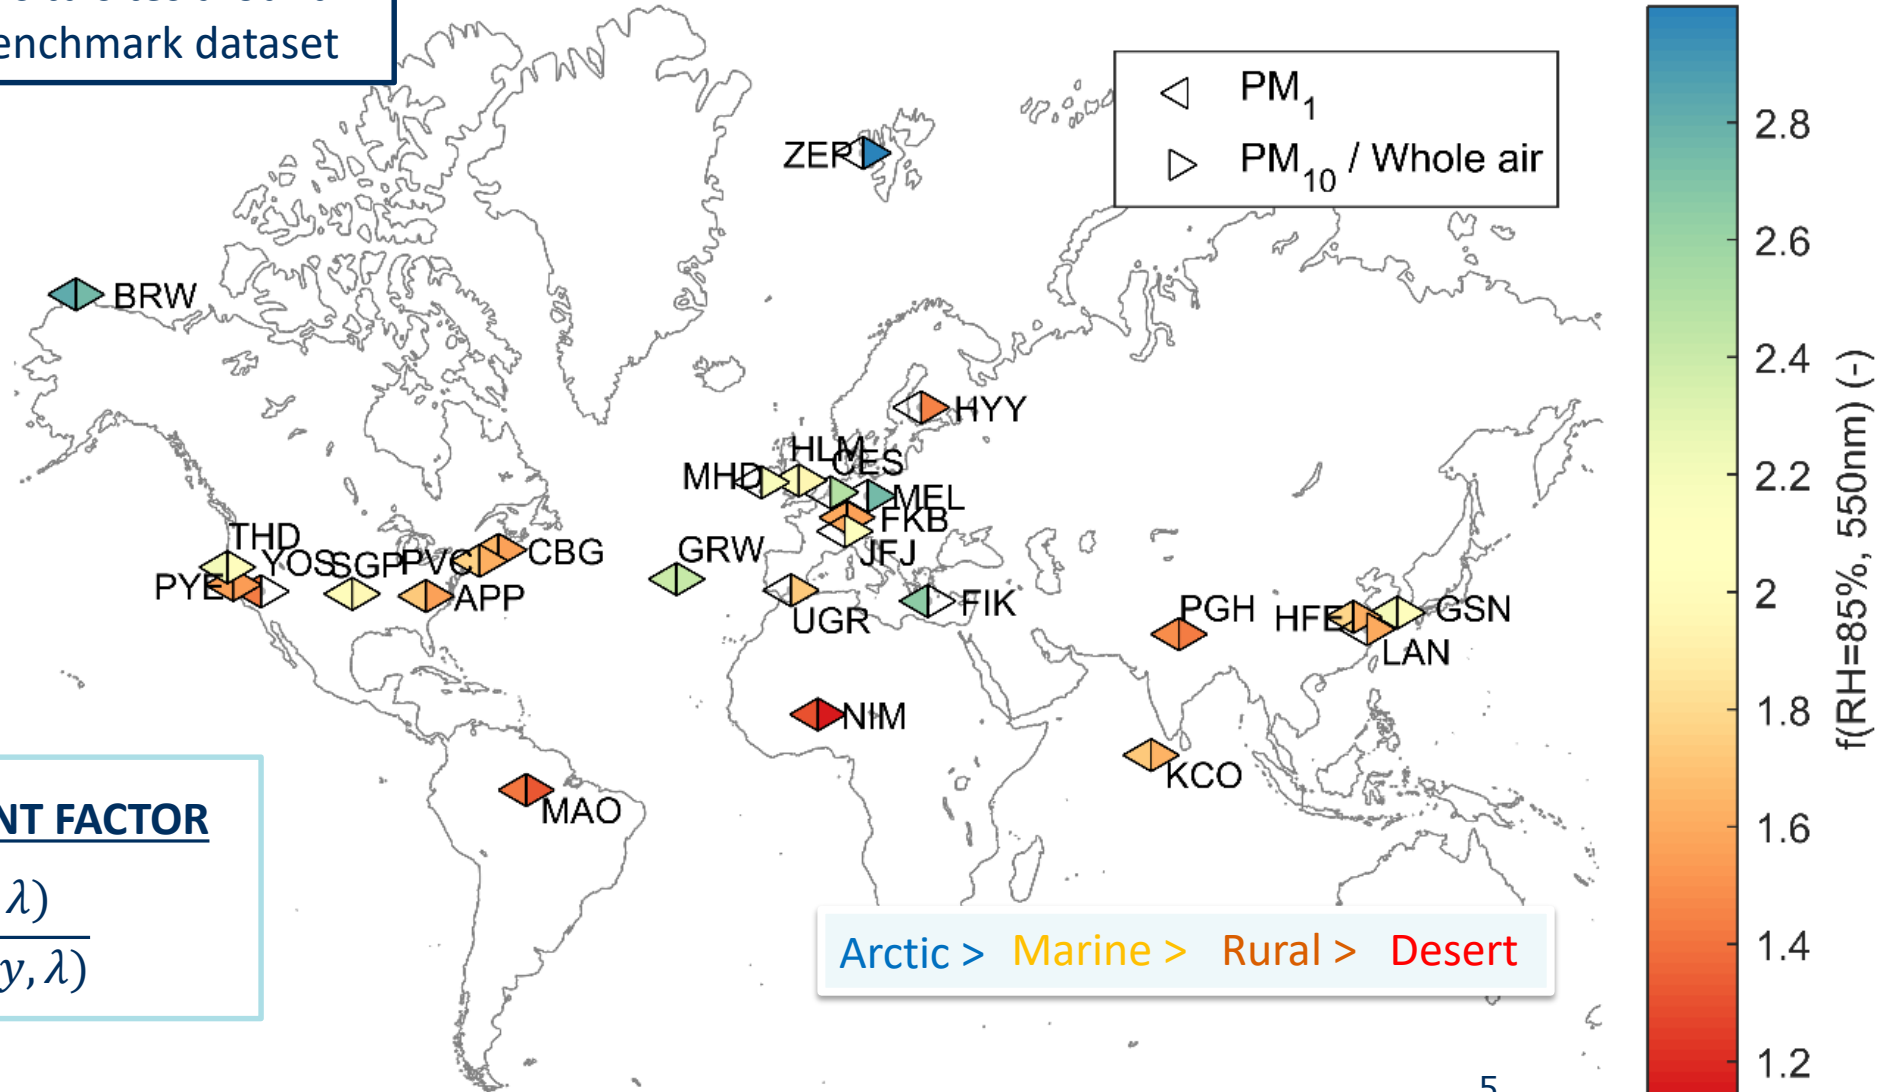 enchmark dataset
PM1
PM10 / Whole air
ZEP
BRW
HYY
HLM
CES
MHD
MEL
FKB
JFJ
THD
YOS
SGP
PVC
CBG
GRW
PYE
APP
UGR
FIK
PGH
HFE
GSN
LAN
NIM
KCO
MAO
NT FACTOR
λ)
y, λ)
Arctic > Marine > Rural > Desert
2.8
2.6
2.4
2.2
2
1.8
1.6
1.4
1.2
f(RH=85%, 550nm) (-)
5